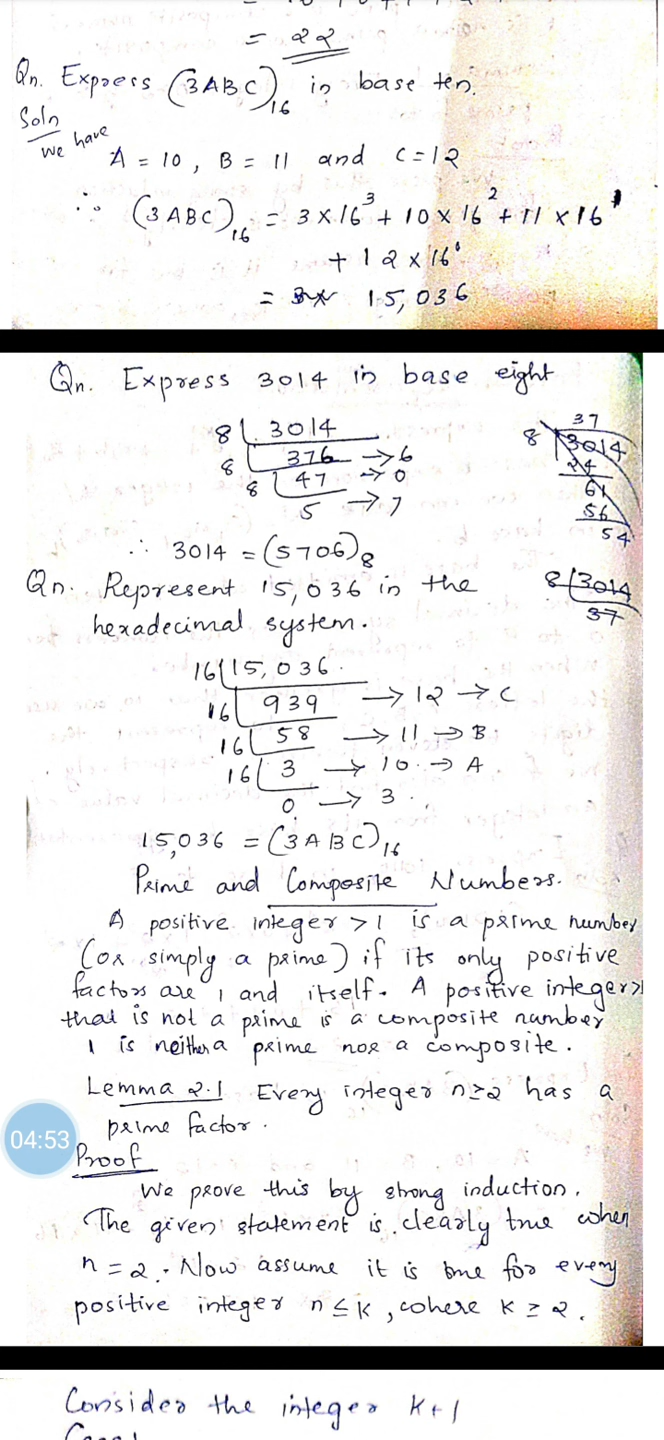 = 22
Qn. Express (3ABC)₁₆ in base ten.
Soln
we have
A = 10, B = 11 and C = 12
∴ (3ABC)₁₆ = 3 × 16³ + 10 × 16² + 11 × 16¹
+ 12 × 16⁰
= 15,036
Qn. Express 3014 in base eight
8 | 3014
8 | 376 → 6
8 | 47 → 0
5 → 7
37
8 | 3014
24
61
56
54
∴ 3014 = (5706)₈
Qn. Represent 15,036 in the
hexadecimal system.
8 | 3014
37
16 | 15,036.
16 | 939 → 12 → C
16 | 58 → 11 → B
16 | 3 → 10 → A
0 → 3
15,036 = (3ABC)₁₆
Prime and Composite Numbers.
A positive integer > 1 is a prime number
(or simply a prime) if its only positive
factors are 1 and itself. A positive integer >1
that is not a prime is a composite number
1 is neither a prime nor a composite.
Lemma 2.1 Every integer n≥2 has a
prime factor.
04:53
Proof
We prove this by strong induction.
The given statement is clearly true when
n = 2. Now assume it is true for every
positive integer n ≤ k, where k ≥ 2.
Consider the integer k+1